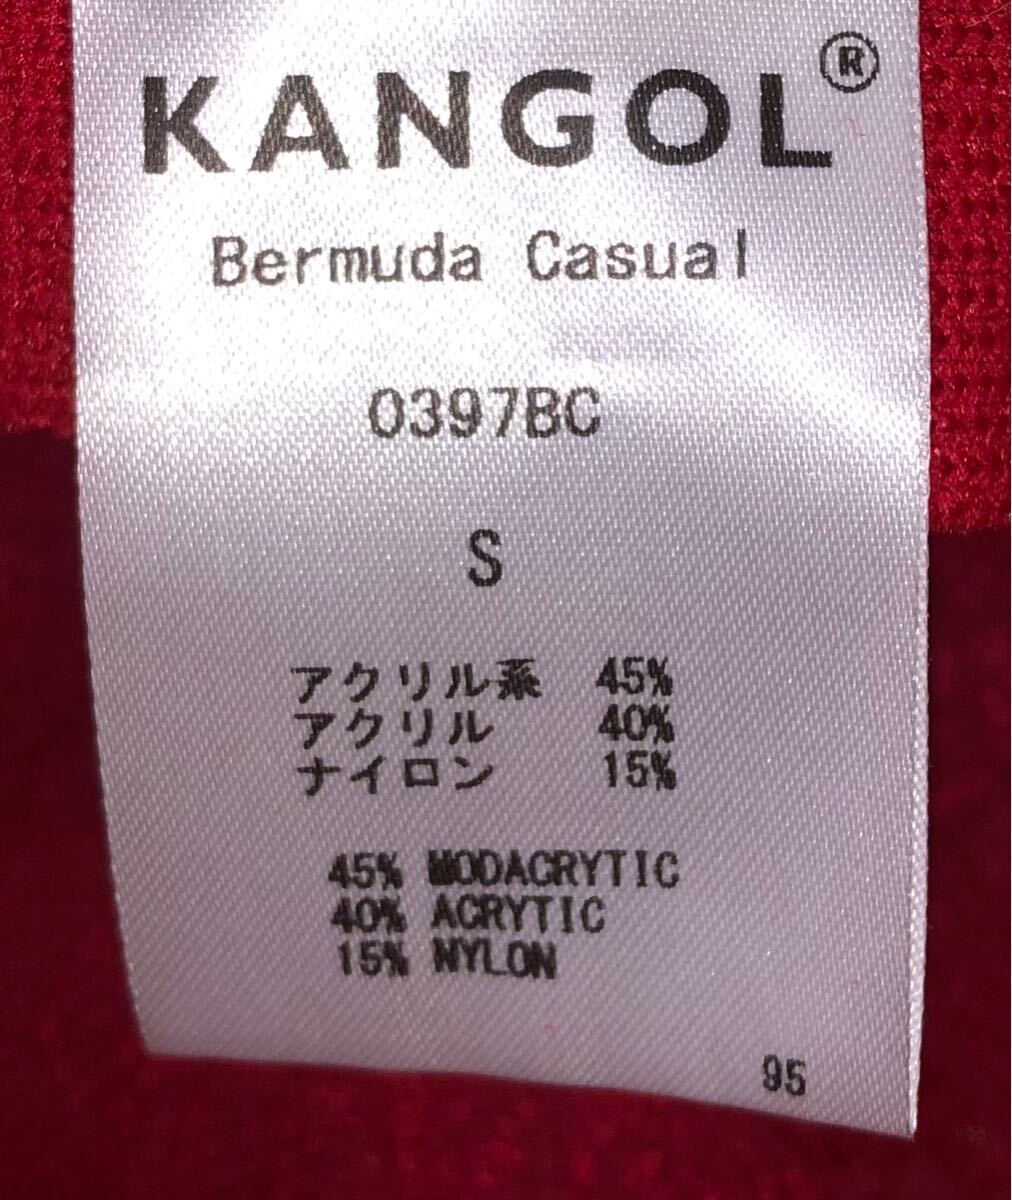 KANGOL®
Bermuda Casual
0397BC
S
アクリル系 45%
アクリル 40%
ナイロン 15%
45% MODACRYTIC
40% ACRYTIC
15% NYLON
95